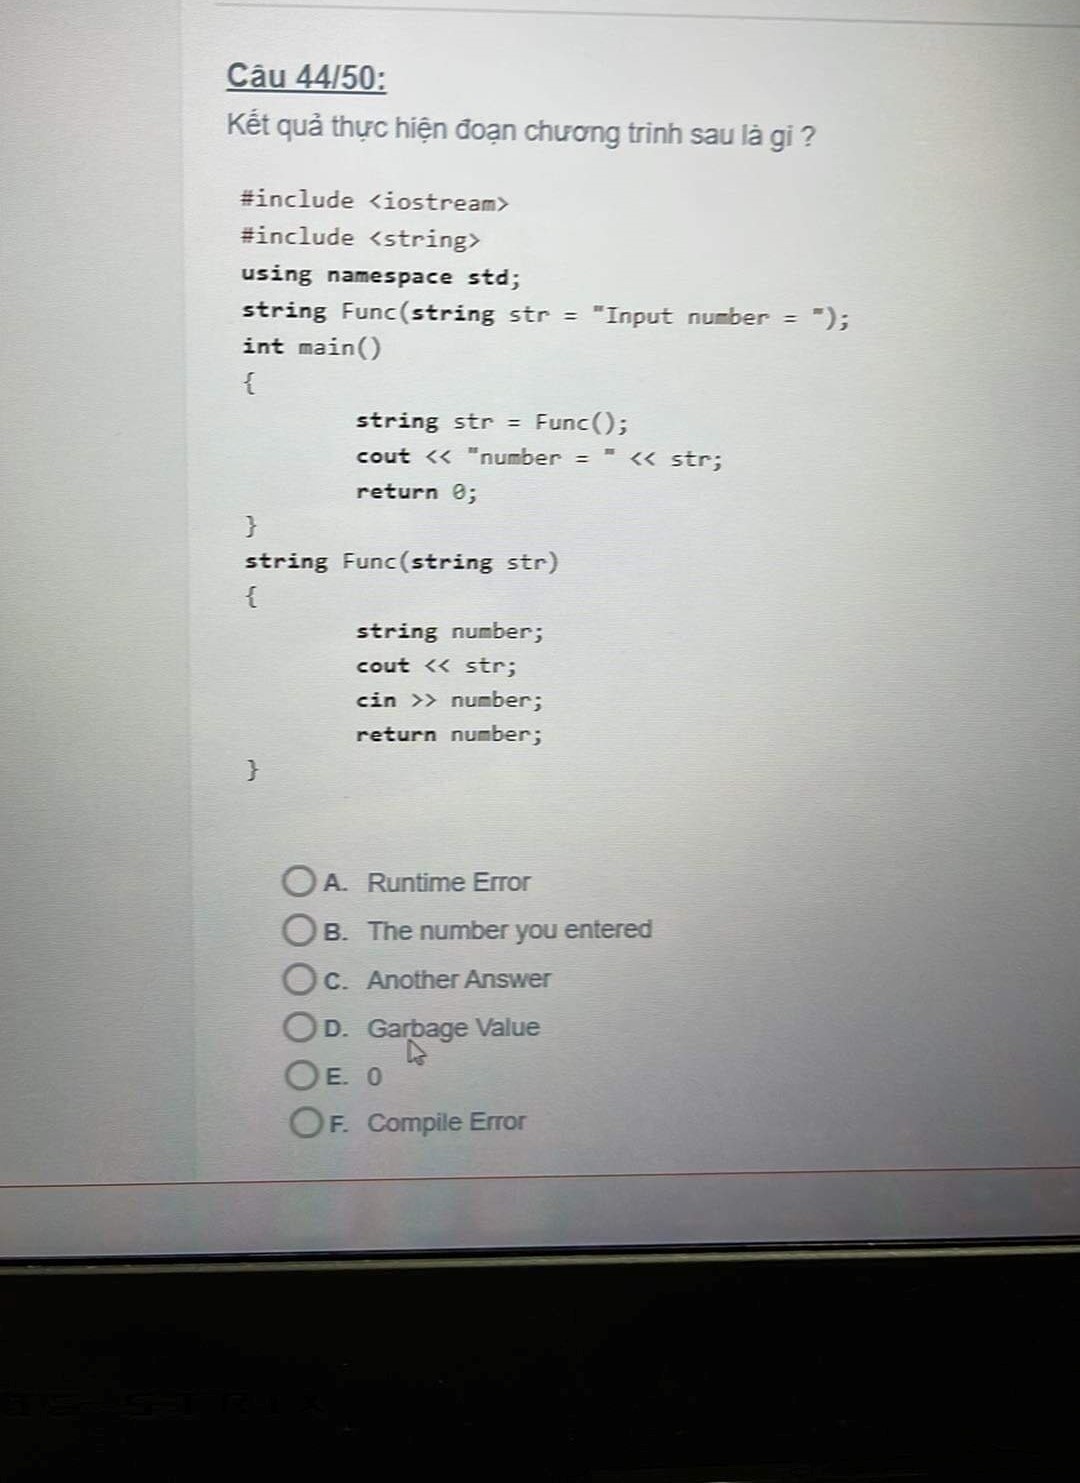 Câu 44/50:
Kết quả thực hiện đoạn chương trình sau là gì ?
#include <iostream>
#include <string>
using namespace std;
string Func(string str = "Input number = ");
int main()
{
string str = Func();
cout << "number = " << str;
return 0;
}
string Func(string str)
{
string number;
cout << str;
cin >> number;
return number;
}
A. Runtime Error
B. The number you entered
C. Another Answer
D. Garbage Value
E. 0
F. Compile Error